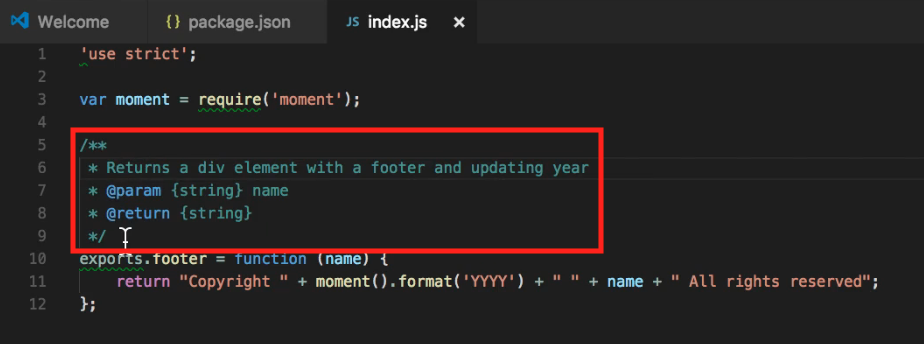 Welcome {} package.json JS index.js ×
1 'use strict';
2
3 var moment = require('moment');
4
5 /**
6 * Returns a div element with a footer and updating year
7 * @param {string} name
8 * @return {string}
9 */
10 exports.footer = function (name) {
11 return "Copyright " + moment().format('YYYY') + " " + name + " All rights reserved";
12 };